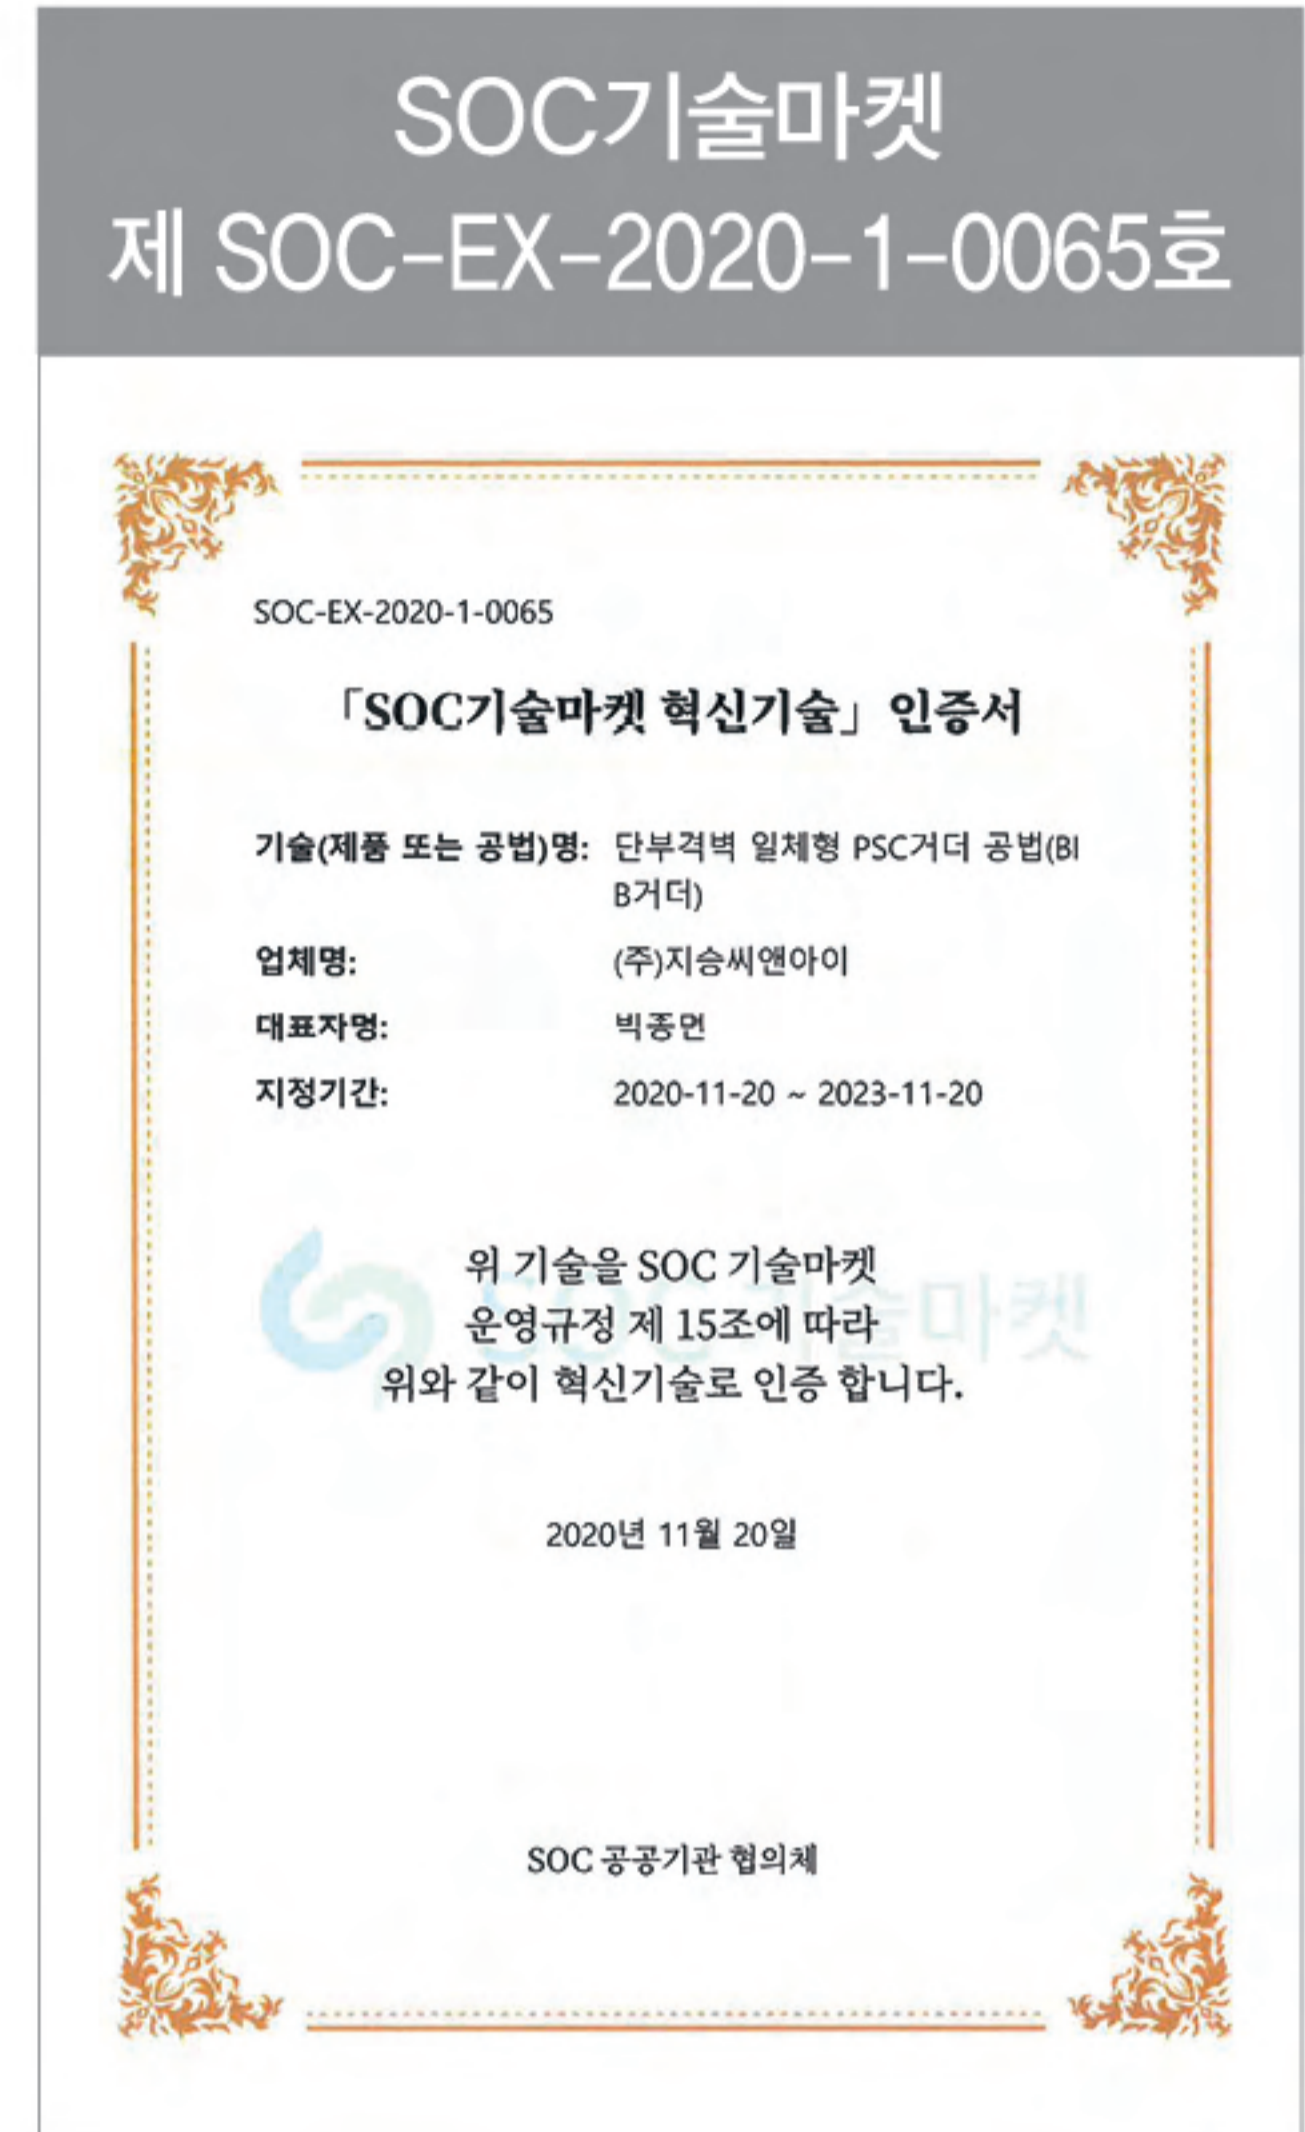 SOC기술마켓
제 SOC-EX-2020-1-0065호
SOC-EX-2020-1-0065
「SOC기술마켓 혁신기술」 인증서
기술(제품 또는 공법)명: 단부격벽 일체형 PSC거더 공법(BI
B거더)
업체명: (주)지승씨앤아이
대표자명:
지정기간: 2020-11-20 ~ 2023-11-20
위 기술을 SOC 기술마켓
운영규정 제 15조에 따라
위와 같이 혁신기술로 인증 합니다.
SOC 기술마켓
2020년 11월 20일
SOC 공공기관 협의체